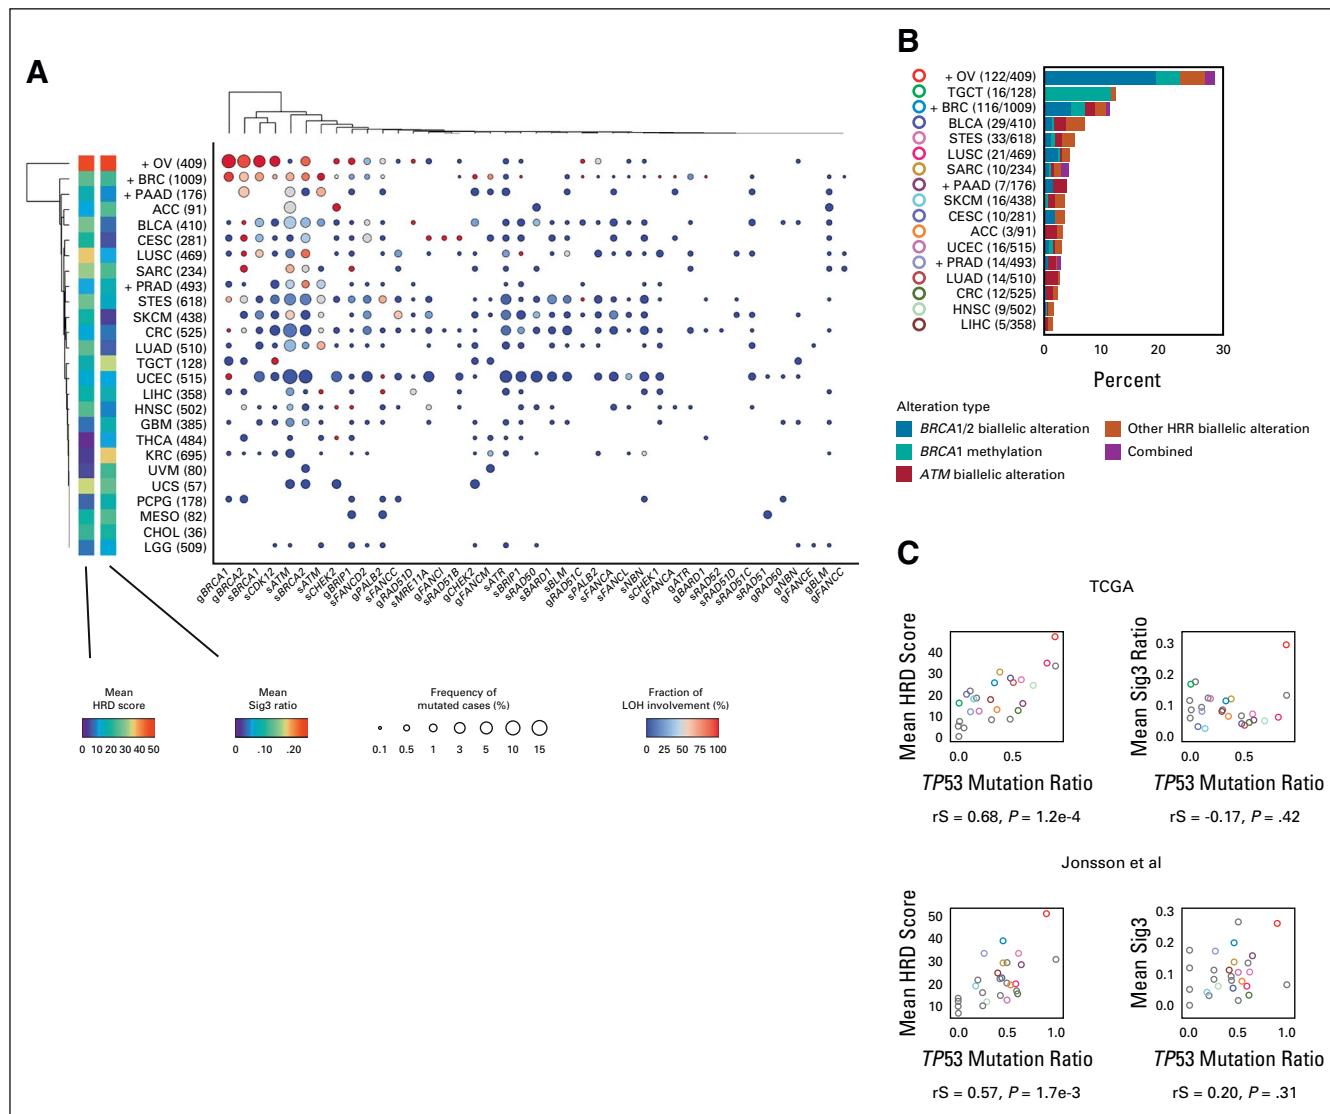 A
+ OV (409)
+ BRC (1009)
+ PAAD (176)
ACC (91)
BLCA (410)
CESC (281)
LUSC (469)
SARC (234)
+ PRAD (493)
STES (618)
SKCM (438)
CRC (525)
LUAD (510)
TGCT (128)
UCEC (515)
LIHC (358)
HNSC (502)
GBM (385)
THCA (484)
KRC (695)
UVM (80)
UCS (57)
PCPG (178)
MESO (82)
CHOL (36)
LGG (509)
gBRCA1
gBRCA2
sBRCA1
sCDK12
sATM
sBRCA2
sATM
sCHEK2
gBRIP1
sFANCD2
gPALB2
sFANCC
gRAD51D
sMRE11A
gFANCI
sRAD51B
gCHEK2
gFANCM
sATR
sBRIP1
sRAD50
sBARD1
sBLM
gRAD51C
sPALB2
sFANCA
sFANCL
sNBN
sCHEK1
gFANCA
gATR
gBARD1
sRAD52
sRAD51D
sRAD51C
sRAD51
gRAD50
gNBN
gFANCE
gBLM
gFANCC
Mean
HRD score
0 10 20 30 40 50
Mean
Sig3 ratio
0 .10 .20
Frequency of
mutated cases (%)
0.1 0.5 1 3 5 10 15
Fraction of
LOH involvement (%)
0 25 50 75 100
B
+ OV (122/409)
TGCT (16/128)
+ BRC (116/1009)
BLCA (29/410)
STES (33/618)
LUSC (21/469)
SARC (10/234)
+ PAAD (7/176)
SKCM (16/438)
CESC (10/281)
ACC (3/91)
UCEC (16/515)
+ PRAD (14/493)
LUAD (14/510)
CRC (12/525)
HNSC (9/502)
LIHC (5/358)
0 10 20 30
Percent
Alteration type
BRCA1/2 biallelic alteration
BRCA1 methylation
ATM biallelic alteration
Other HRR biallelic alteration
Combined
C
TCGA
Mean HRD Score
40
30
20
10
0
0.0 0.5
TP53 Mutation Ratio
rS = 0.68, P = 1.2e-4
Mean Sig3 Ratio
0.3
0.2
0.1
0.0
0.0 0.5
TP53 Mutation Ratio
rS = -0.17, P = .42
Jonsson et al
Mean HRD Score
50
40
30
20
10
0.0 0.5 1.0
TP53 Mutation Ratio
rS = 0.57, P = 1.7e-3
Mean Sig3
0.3
0.2
0.1
0.0
0.0 0.5 1.0
TP53 Mutation Ratio
rS = 0.20, P = .31